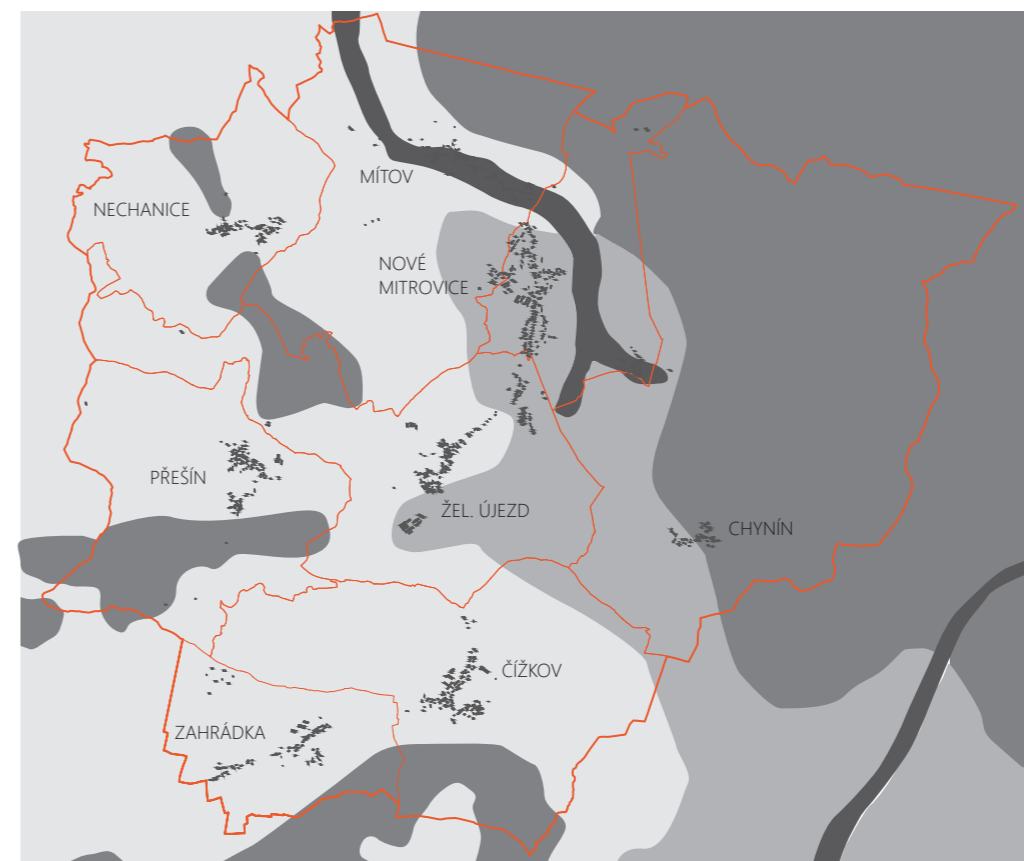 MÍTOV
NECHANICE
NOVÉ
MITROVICE
PŘEŠÍN
ŽEL. ÚJEZD
CHYNÍN
ČÍŽKOV
ZAHRÁDKA